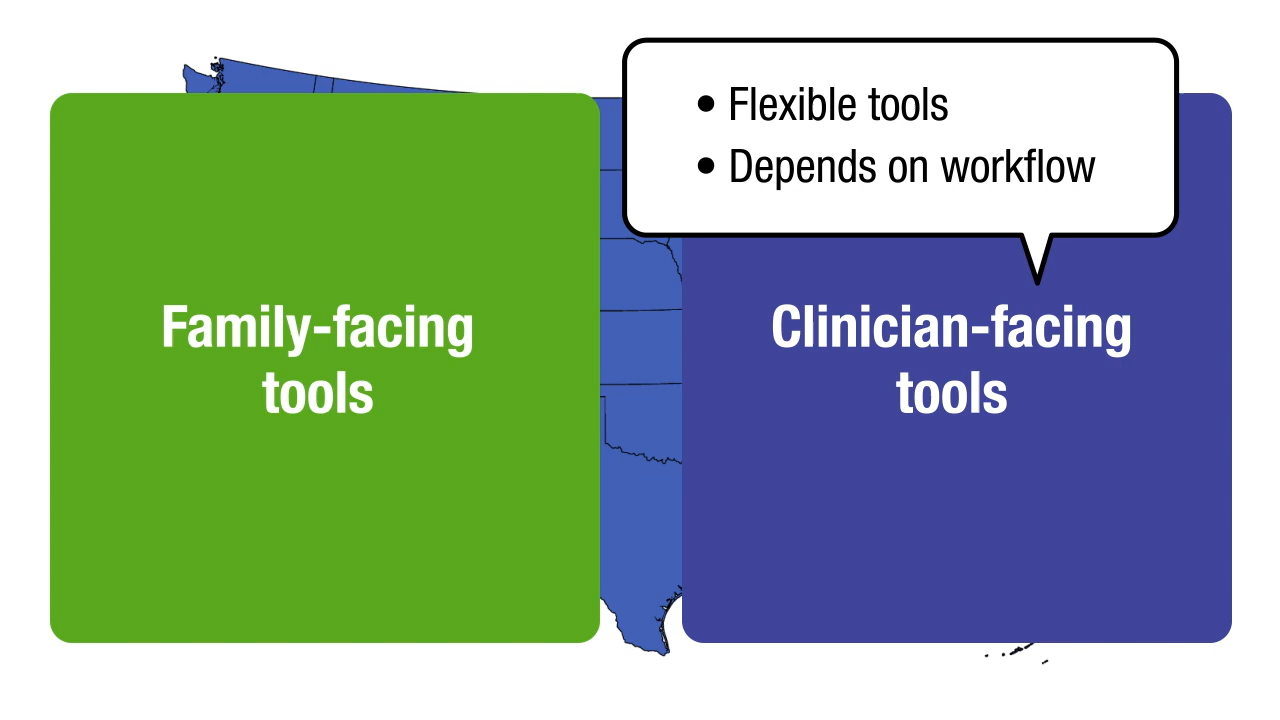 • Flexible tools
• Depends on workflow
Family-facing
tools
Clinician-facing
tools